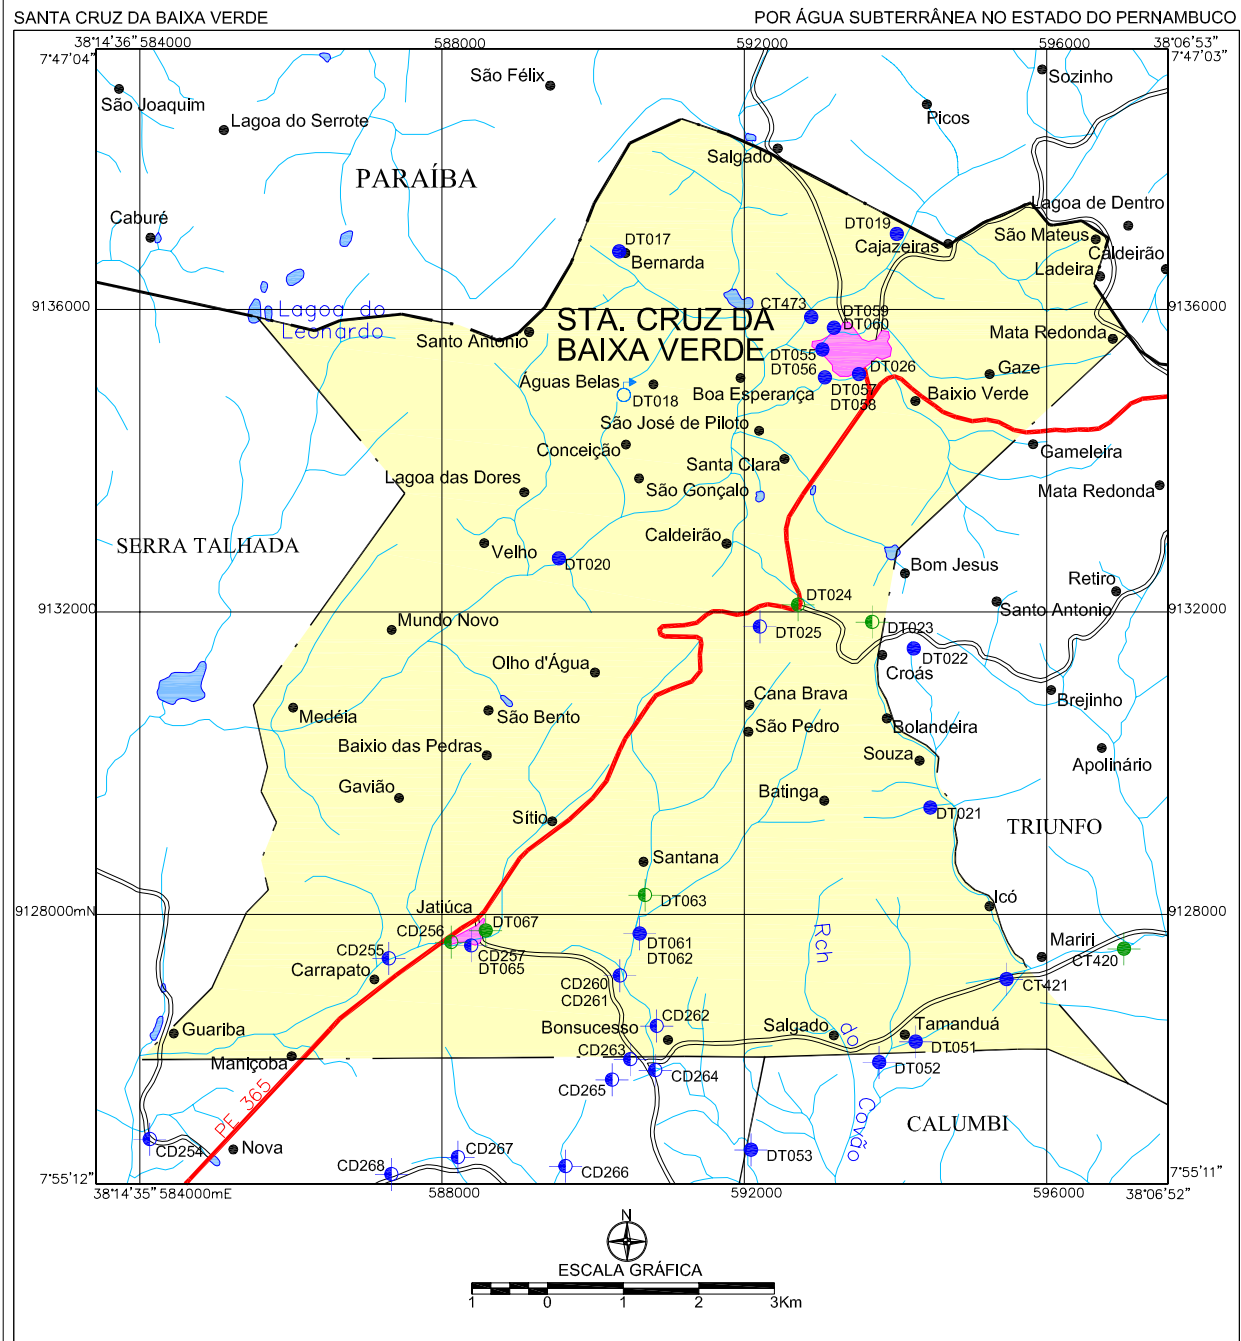 SANTA CRUZ DA BAIXA VERDE
POR ÁGUA SUBTERRÂNEA NO ESTADO DO PERNAMBUCO
38°14'36" 584000
588000
592000
596000
38°06'53"
7°47'04"
7°47'03"
São Joaquim
Lagoa do Serrote
São Félix
Sozinho
Picos
Salgado
PARAÍBA
Caburé
Lagoa de Dentro
DT019
Cajazeiras
São Mateus
Caldeirão
Ladeira
DT017
Bernarda
9136000
9136000
Lagoa do
Leonardo
CT473
DT059
DT060
STA. CRUZ DA
BAIXA VERDE
Santo Antonio
Mata Redonda
DT055
DT056
DT026
Gaze
Águas Belas
DT018
Boa Esperança
DT057
DT058
Baixio Verde
São José de Piloto
Conceição
Gameleira
Santa Clara
Lagoa das Dores
São Gonçalo
Mata Redonda
SERRA TALHADA
Velho
Caldeirão
DT020
Bom Jesus
Retiro
9132000
9132000
DT024
Santo Antonio
Mundo Novo
DT025
DT023
DT022
Olho d'Água
Croás
Medéia
São Bento
Cana Brava
Brejinho
São Pedro
Bolandeira
Baixio das Pedras
Souza
Apolinário
Gavião
Batinga
Sítio
DT021
TRIUNFO
Santana
DT063
Icó
9128000mN
9128000
Jatiúca
DT067
CD256
Rch
CD255
CD257
DT065
DT061
DT062
Mariri
CT420
Carrapato
CD260
CD261
CT421
Guariba
CD262
Bonsucesso
Salgado
do
Tamanduá
DT051
Maniçoba
CD263
CD264
DT052
CD265
PE 365
Covão
CALUMBI
CD254
Nova
CD268
CD267
CD266
DT053
7°55'12"
7°55'11"
38°14'35" 584000mE
588000
592000
596000
38°06'52"
N
ESCALA GRÁFICA
1 0 1 2 3Km